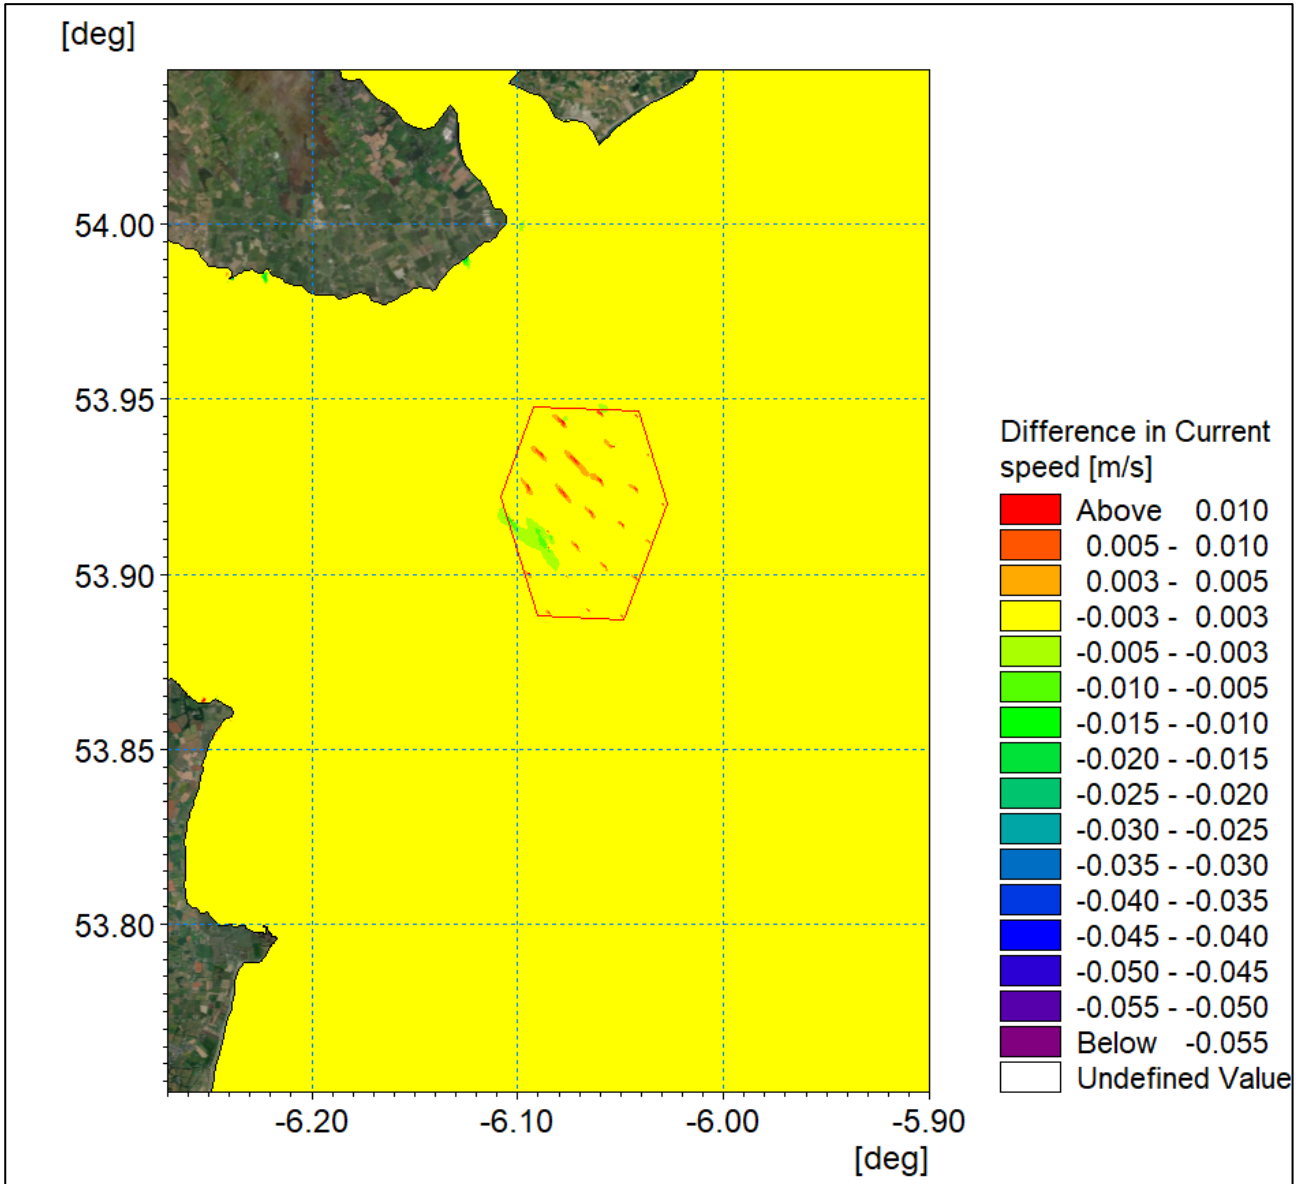 [deg]
54.00
53.95
53.90
53.85
53.80
-6.20
-6.10
-6.00
-5.90
[deg]
Difference in Current
speed [m/s]
Above 0.010
0.005 - 0.010
0.003 - 0.005
-0.003 - 0.003
-0.005 - -0.003
-0.010 - -0.005
-0.015 - -0.010
-0.020 - -0.015
-0.025 - -0.020
-0.030 - -0.025
-0.035 - -0.030
-0.040 - -0.035
-0.045 - -0.040
-0.050 - -0.045
-0.055 - -0.050
Below -0.055
Undefined Value